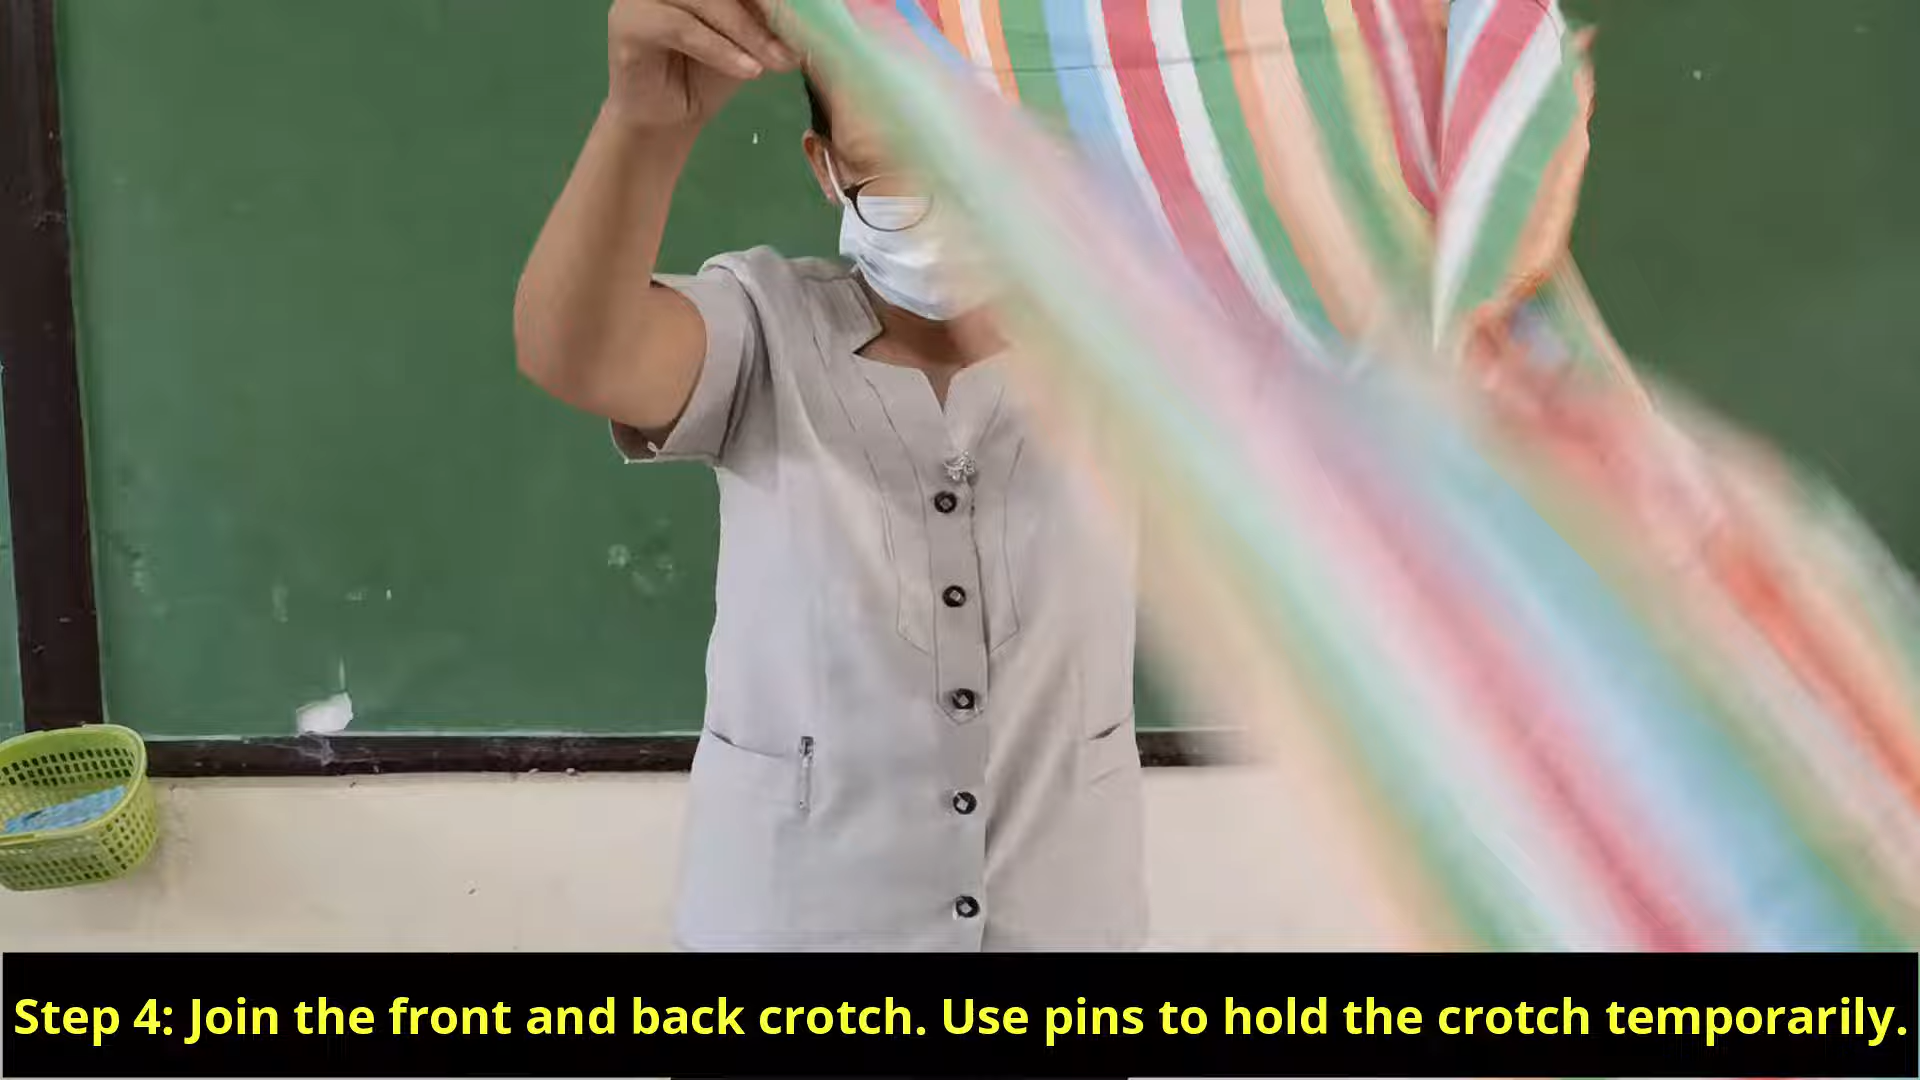 Step 4: Join the front and back crotch. Use pins to hold the crotch temporarily.